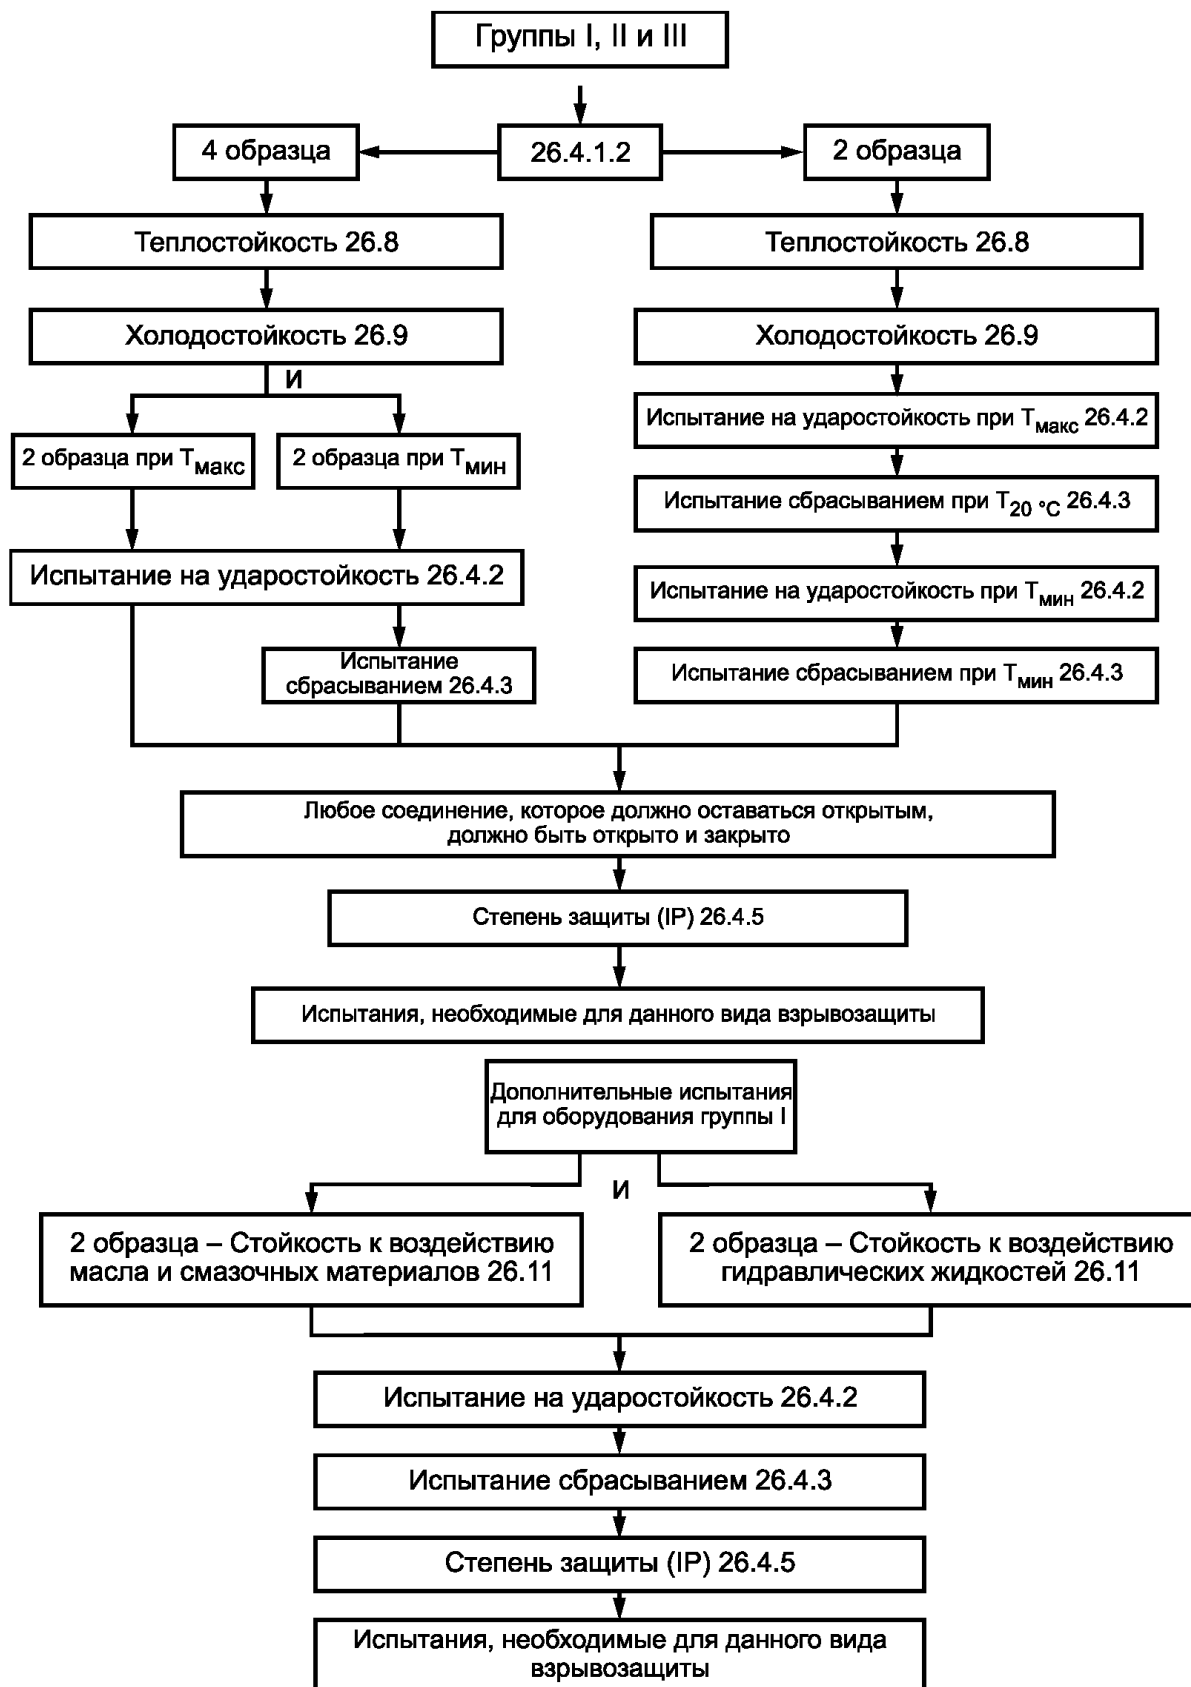 Группы I, II и III
4 образца
26.4.1.2
2 образца
Теплостойкость 26.8
Теплостойкость 26.8
Холодостойкость 26.9
Холодостойкость 26.9
И
Испытание на ударостойкость при Tмакс 26.4.2
2 образца при Tмакс
2 образца при Tмин
Испытание сбрасыванием при T20 °C 26.4.3
Испытание на ударостойкость 26.4.2
Испытание на ударостойкость при Tмин 26.4.2
Испытание
сбрасыванием 26.4.3
Испытание сбрасыванием при Tмин 26.4.3
Любое соединение, которое должно оставаться открытым,
должно быть открыто и закрыто
Степень защиты (IP) 26.4.5
Испытания, необходимые для данного вида взрывозащиты
Дополнительные испытания
для оборудования группы I
И
2 образца – Стойкость к воздействию
масла и смазочных материалов 26.11
2 образца – Стойкость к воздействию
гидравлических жидкостей 26.11
Испытание на ударостойкость 26.4.2
Испытание сбрасыванием 26.4.3
Степень защиты (IP) 26.4.5
Испытания, необходимые для данного вида
взрывозащиты